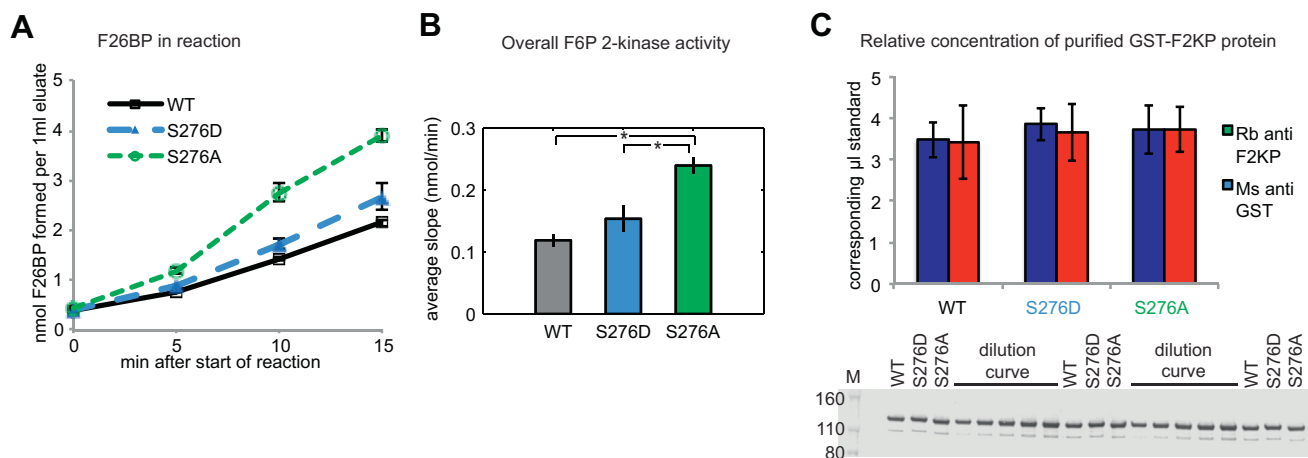 A
F26BP in reaction
nmol F26BP formed per 1ml eluate
5
4
3
2
1
0
WT
S276D
S276A
0 5 10 15
min after start of reaction
B
Overall F6P 2-kinase activity
average slope (nmol/min)
0.3
0.2
0.1
0
* 
*
WT S276D S276A
C
Relative concentration of purified GST-F2KP protein
corresponding µl standard
5
4
3
2
1
0
Rb anti
F2KP
Ms anti
GST
WT S276D S276A
M
WT
S276D
S276A
dilution
curve
WT
S276D
S276A
dilution
curve
WT
S276D
S276A
160
110
80